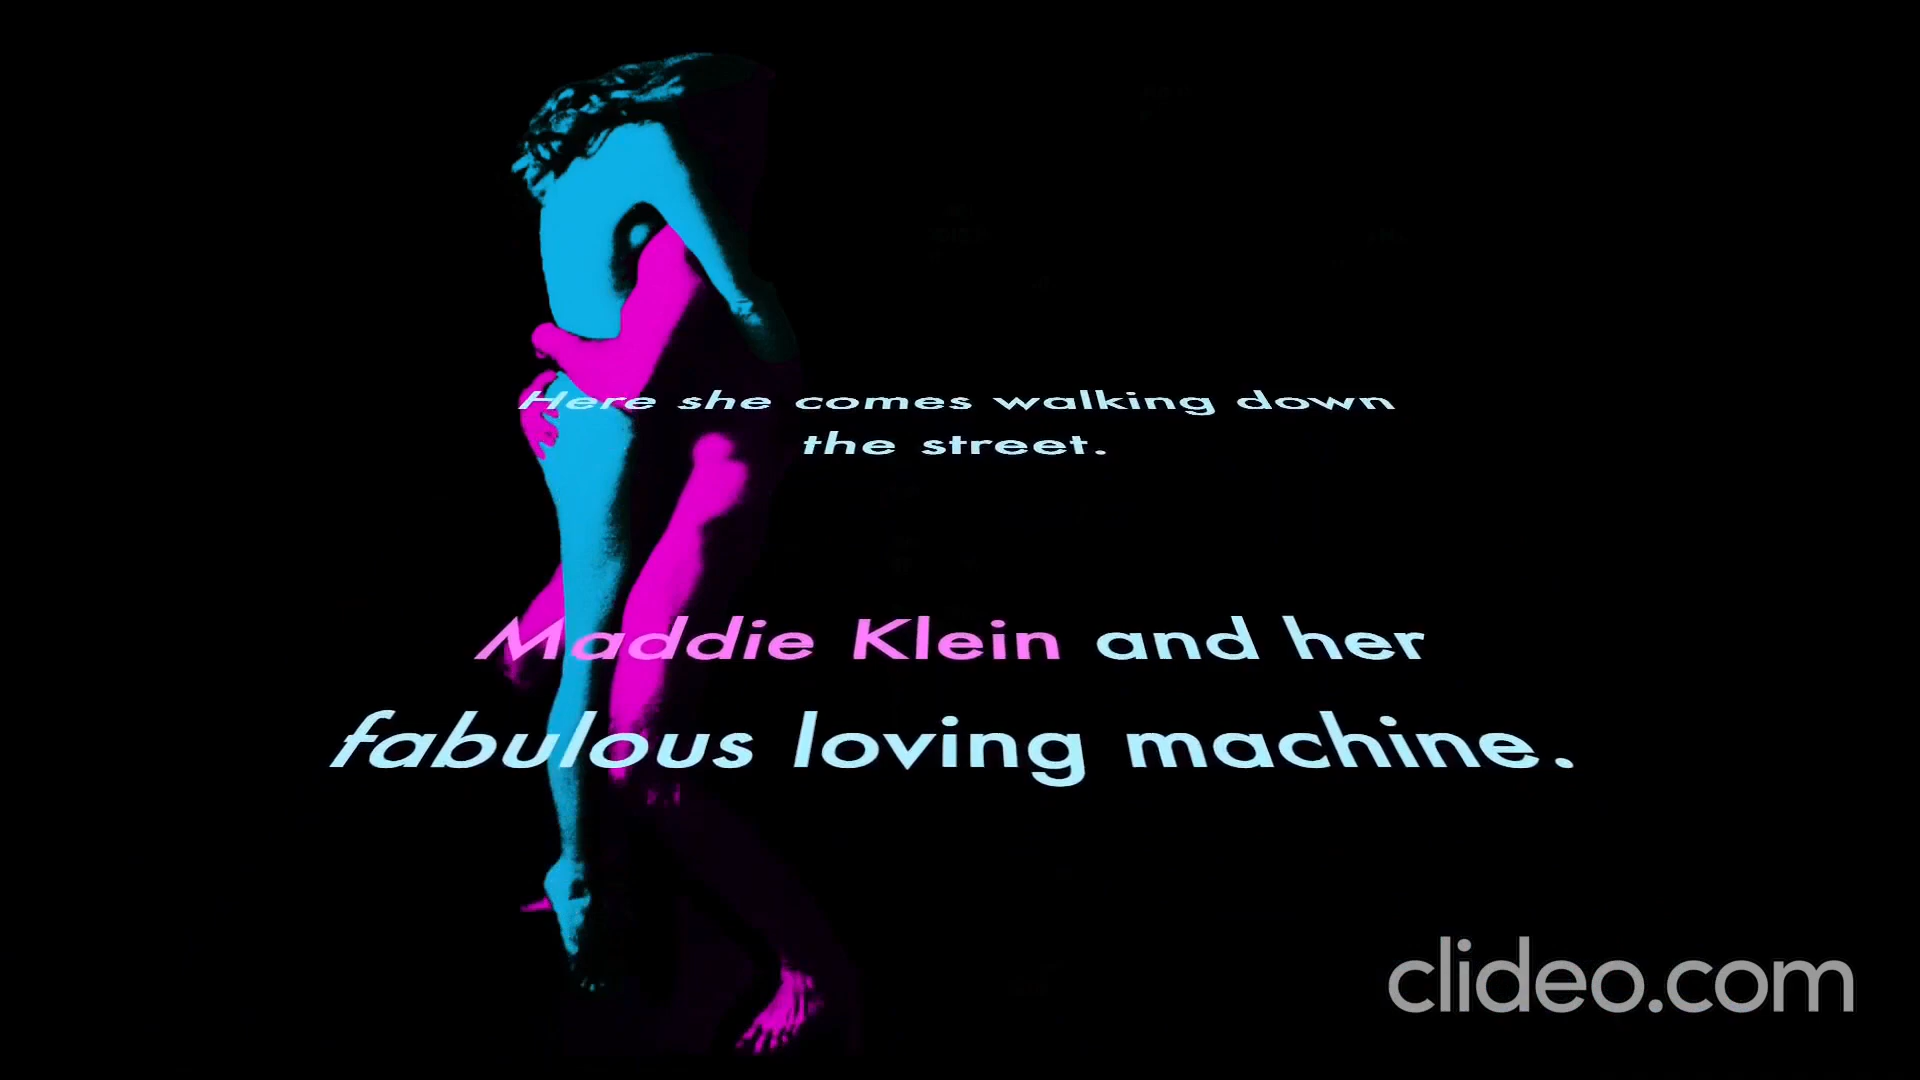 Here she comes walking down
the street.
Maddie Klein and her
fabulous loving machine.
clideo.com